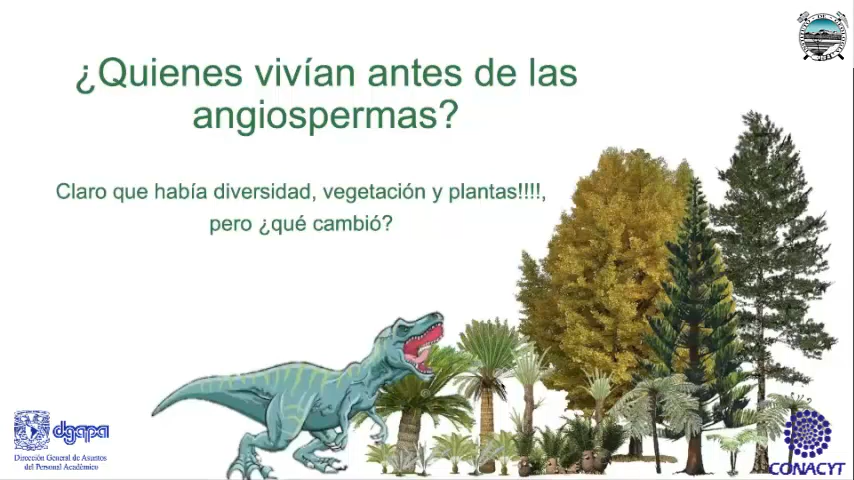 ¿Quienes vivían antes de las
angiospermas?
Claro que había diversidad, vegetación y plantas!!!!,
pero ¿qué cambió?
dgapa
Dirección General de Asuntos
del Personal Académico
CONACYT